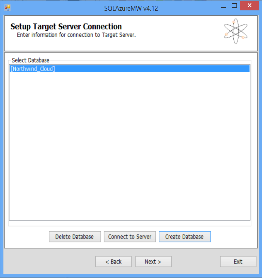 SQLAzureMW v4.12
Setup Target Server Connection
Enter information for connection to Target Server.
Select Database
[Northwind_Cloud]
Delete Database
Connect to Server
Create Database
< Back
Next >
Exit